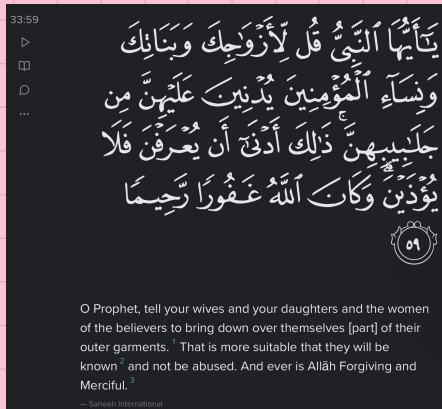 33:59
يَـٰٓأَيُّهَا ٱلنَّبِىُّ قُل لِّأَزْوَٰجِكَ وَبَنَاتِكَ
وَنِسَآءِ ٱلْمُؤْمِنِينَ يُدْنِينَ عَلَيْهِنَّ مِن
جَلَـٰبِيبِهِنَّ ۚ ذَٰلِكَ أَدْنَىٰٓ أَن يُعْرَفْنَ فَلَا
يُؤْذَيْنَ ۗ وَكَانَ ٱللَّهُ غَفُورًا رَّحِيمًا
٥٩
O Prophet, tell your wives and your daughters and the women
of the believers to bring down over themselves [part] of their
outer garments. 1 That is more suitable that they will be
known 2 and not be abused. And ever is Allāh Forgiving and
Merciful. 3
— Saheeh International